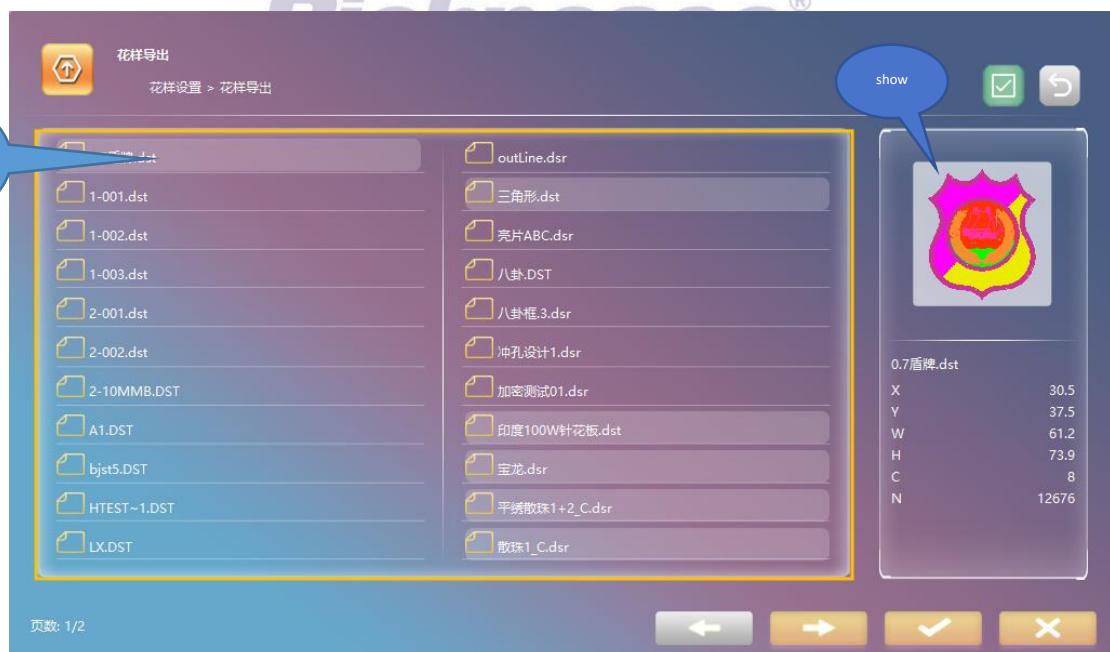 花样导出
花样设置 > 花样导出
show
1-001.dst
1-002.dst
1-003.dst
2-001.dst
2-002.dst
2-10MMB.DST
A1.DST
bjst5.DST
HTEST~1.DST
LX.DST
outLine.dsr
三角形.dst
亮片ABC.dsr
八卦.DST
八卦框.3.dsr
冲孔设计1.dsr
加密测试01.dsr
印度100W针花板.dst
宝龙.dsr
平绣散珠1+2_C.dsr
散珠1_C.dsr
0.7盾牌.dst
X 30.5
Y 37.5
W 61.2
H 73.9
C 8
N 12676
页数: 1/2